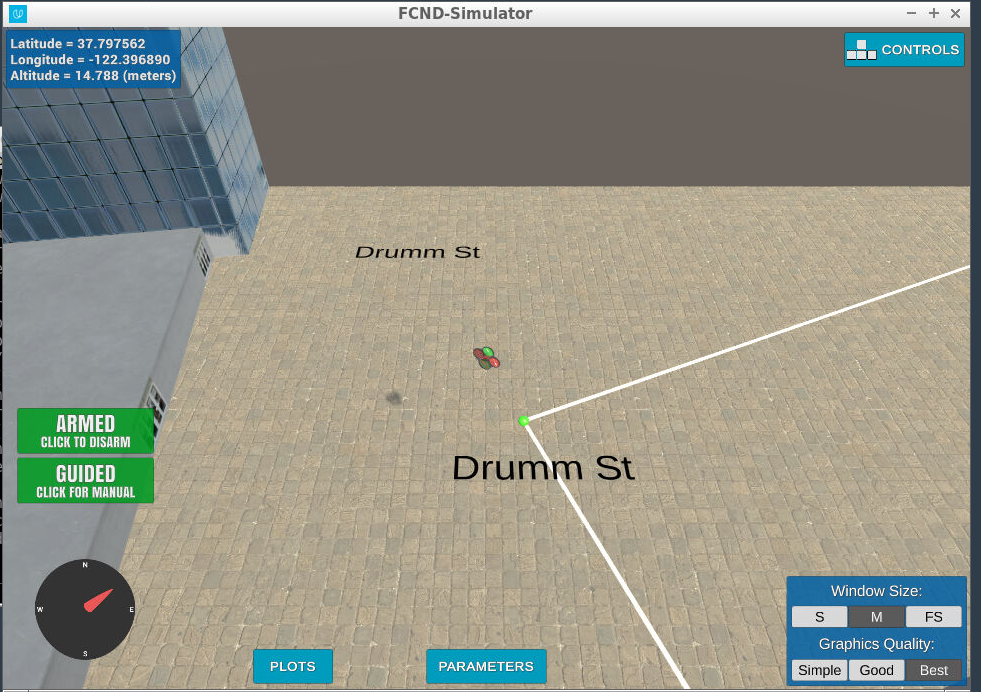 FCND-Simulator
Latitude = 37.797562
Longitude = -122.396890
Altitude = 14.788 (meters)
CONTROLS
Drumm St
ARMED
CLICK TO DISARM
GUIDED
CLICK FOR MANUAL
Drumm St
N
W E
S
PLOTS
PARAMETERS
Window Size:
S M FS
Graphics Quality:
Simple Good Best